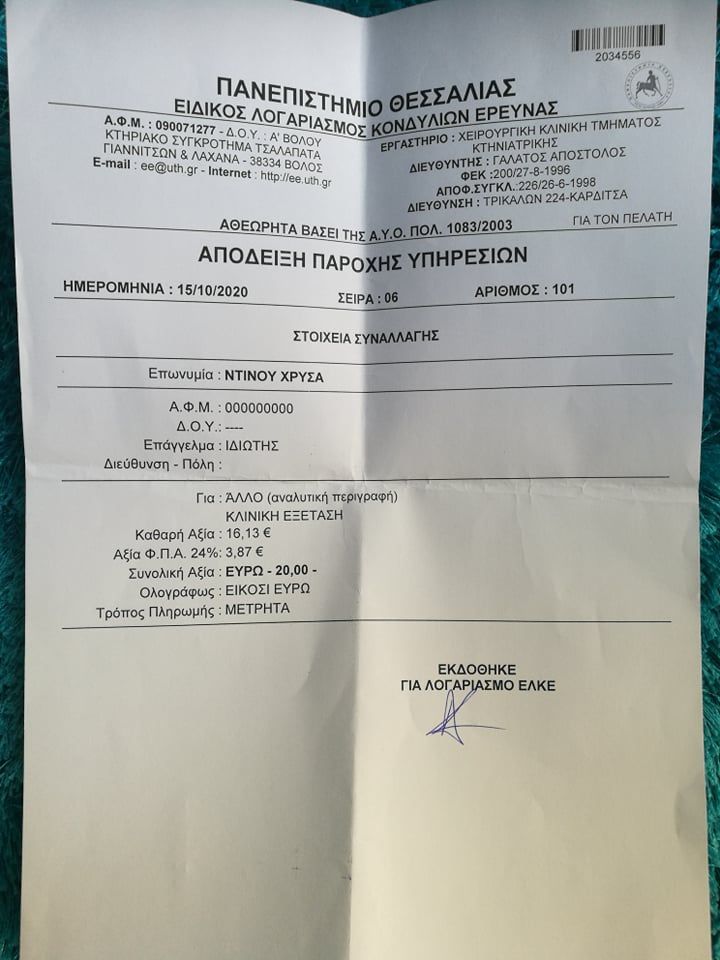 2034556
ΠΑΝΕΠΙΣΤΗΜΙΟ ΘΕΣΣΑΛΙΑΣ
ΕΙΔΙΚΟΣ ΛΟΓΑΡΙΑΣΜΟΣ ΚΟΝΔΥΛΙΩΝ ΕΡΕΥΝΑΣ
Α.Φ.Μ. : 090071277 - Δ.Ο.Υ. : Α' ΒΟΛΟΥ
ΚΤΗΡΙΑΚΟ ΣΥΓΚΡΟΤΗΜΑ ΤΣΑΛΑΠΑΤΑ
ΓΙΑΝΝΙΤΣΩΝ & ΛΑΧΑΝΑ - 38334 ΒΟΛΟΣ
E-mail : ee@uth.gr - Internet : http://ee.uth.gr
ΕΡΓΑΣΤΗΡΙΟ : ΧΕΙΡΟΥΡΓΙΚΗ ΚΛΙΝΙΚΗ ΤΜΗΜΑΤΟΣ
ΚΤΗΝΙΑΤΡΙΚΗΣ
ΔΙΕΥΘΥΝΤΗΣ : ΓΑΛΑΤΟΣ ΑΠΟΣΤΟΛΟΣ
ΦΕΚ :200/27-8-1996
ΑΠΟΦ.ΣΥΓΚΛ.:226/26-6-1998
ΔΙΕΥΘΥΝΣΗ : ΤΡΙΚΑΛΩΝ 224-ΚΑΡΔΙΤΣΑ
ΑΘΕΩΡΗΤΑ ΒΑΣΕΙ ΤΗΣ Α.Υ.Ο. ΠΟΛ. 1083/2003
ΓΙΑ ΤΟΝ ΠΕΛΑΤΗ
ΑΠΟΔΕΙΞΗ ΠΑΡΟΧΗΣ ΥΠΗΡΕΣΙΩΝ
ΗΜΕΡΟΜΗΝΙΑ : 15/10/2020 ΣΕΙΡΑ : 06 ΑΡΙΘΜΟΣ : 101
ΣΤΟΙΧΕΙΑ ΣΥΝΑΛΛΑΓΗΣ
Επωνυμία : ΝΤΙΝΟΥ ΧΡΥΣΑ
Α.Φ.Μ. : 000000000
Δ.Ο.Υ.: ----
Επάγγελμα : ΙΔΙΩΤΗΣ
Διεύθυνση - Πόλη :
Για : ΆΛΛΟ (αναλυτική περιγραφή)
ΚΛΙΝΙΚΗ ΕΞΕΤΑΣΗ
Καθαρή Αξία : 16,13 €
Αξία Φ.Π.Α. 24%: 3,87 €
Συνολική Αξία : ΕΥΡΩ - 20,00 -
Ολογράφως : ΕΙΚΟΣΙ ΕΥΡΩ
Τρόπος Πληρωμής : ΜΕΤΡΗΤΑ
ΕΚΔΟΘΗΚΕ
ΓΙΑ ΛΟΓΑΡΙΑΣΜΟ ΕΛΚΕ